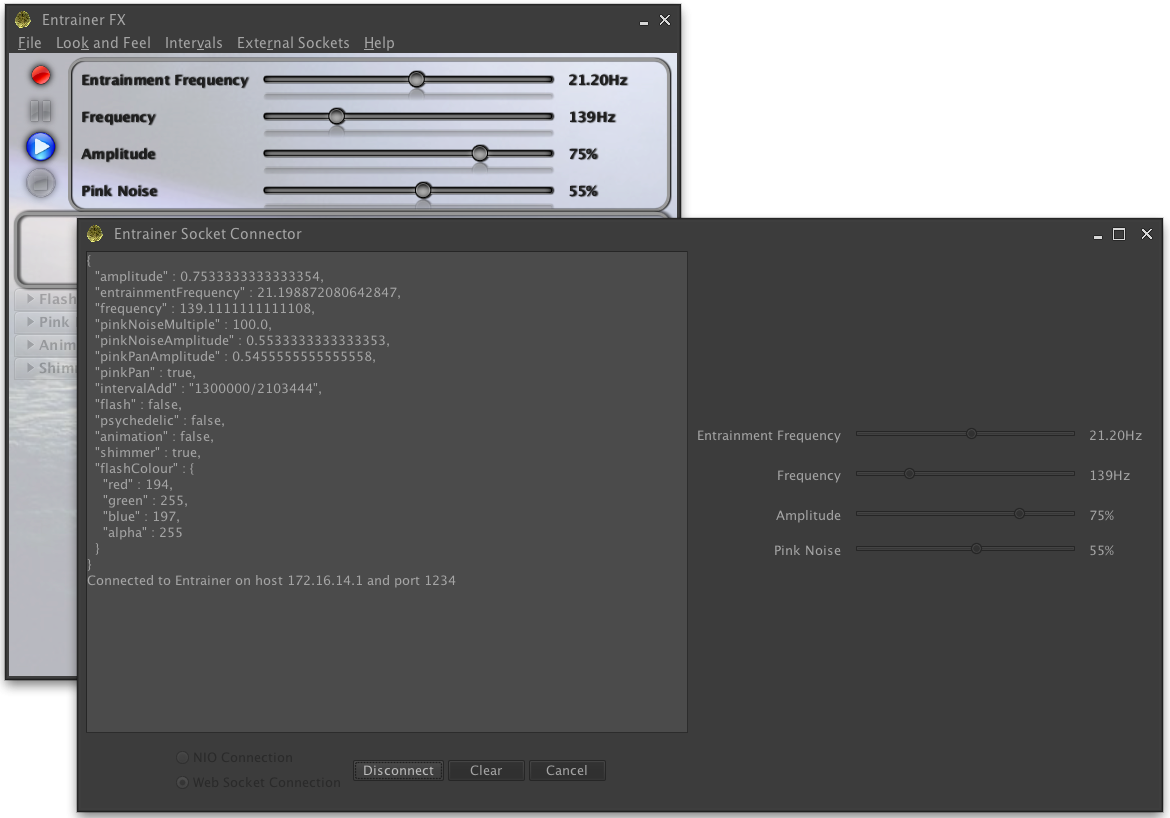 Entrainer FX
File Look and Feel Intervals External Sockets Help
Entrainment Frequency 21.20Hz
Frequency 139Hz
Amplitude 75%
Pink Noise 55%
Flash
Pink
Entrainer Socket Connector
{
"amplitude" : 0.7533333333333354,
"entrainmentFrequency" : 21.198872080642847,
"frequency" : 139.1111111111108,
"pinkNoiseMultiple" : 100.0,
"pinkNoiseAmplitude" : 0.5533333333333353,
"pinkPanAmplitude" : 0.5455555555555558,
"pinkPan" : true,
"intervalAdd" : "1300000/2103444",
"flash" : false,
"psychedelic" : false,
"animation" : false,
"shimmer" : true,
"flashColour" : {
"red" : 194,
"green" : 255,
"blue" : 197,
"alpha" : 255
}
}
Connected to Entrainer on host 172.16.14.1 and port 1234
Entrainment Frequency 21.20Hz
Frequency 139Hz
Amplitude 75%
Pink Noise 55%
NIO Connection
Web Socket Connection
Disconnect Clear Cancel